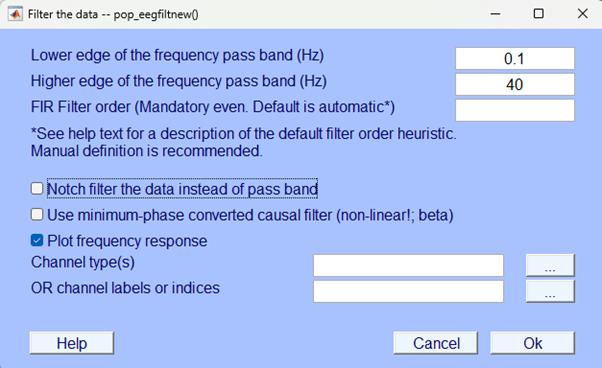 Filter the data -- pop_eegfiltnew()
Lower edge of the frequency pass band (Hz) 0.1
Higher edge of the frequency pass band (Hz) 40
FIR Filter order (Mandatory even. Default is automatic*)
*See help text for a description of the default filter order heuristic.
Manual definition is recommended.
Notch filter the data instead of pass band
Use minimum-phase converted causal filter (non-linear!; beta)
Plot frequency response
Channel type(s) ...
OR channel labels or indices ...
Help Cancel Ok